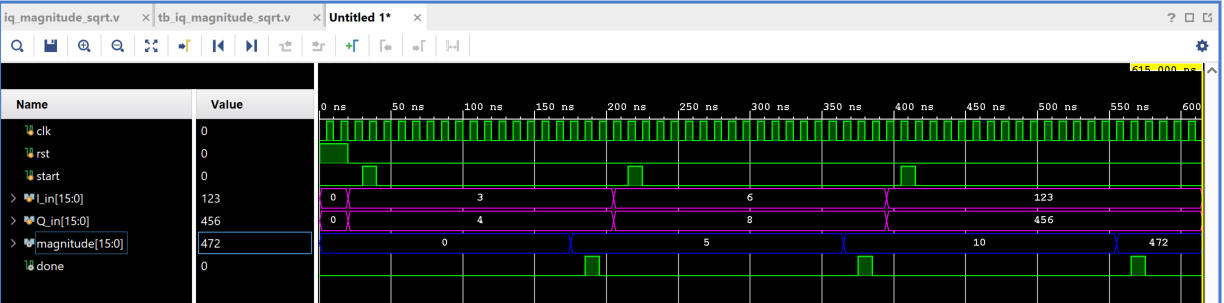 iq_magnitude_sqrt.v × tb_iq_magnitude_sqrt.v × Untitled 1* × ?
615.000 ns
Name Value 0 ns 50 ns 100 ns 150 ns 200 ns 250 ns 300 ns 350 ns 400 ns 450 ns 500 ns 550 ns 600
clk 0
rst 0
start 0
I_in[15:0] 123 0 3 6 123
Q_in[15:0] 456 0 4 8 456
magnitude[15:0] 472 0 5 10 472
done 0